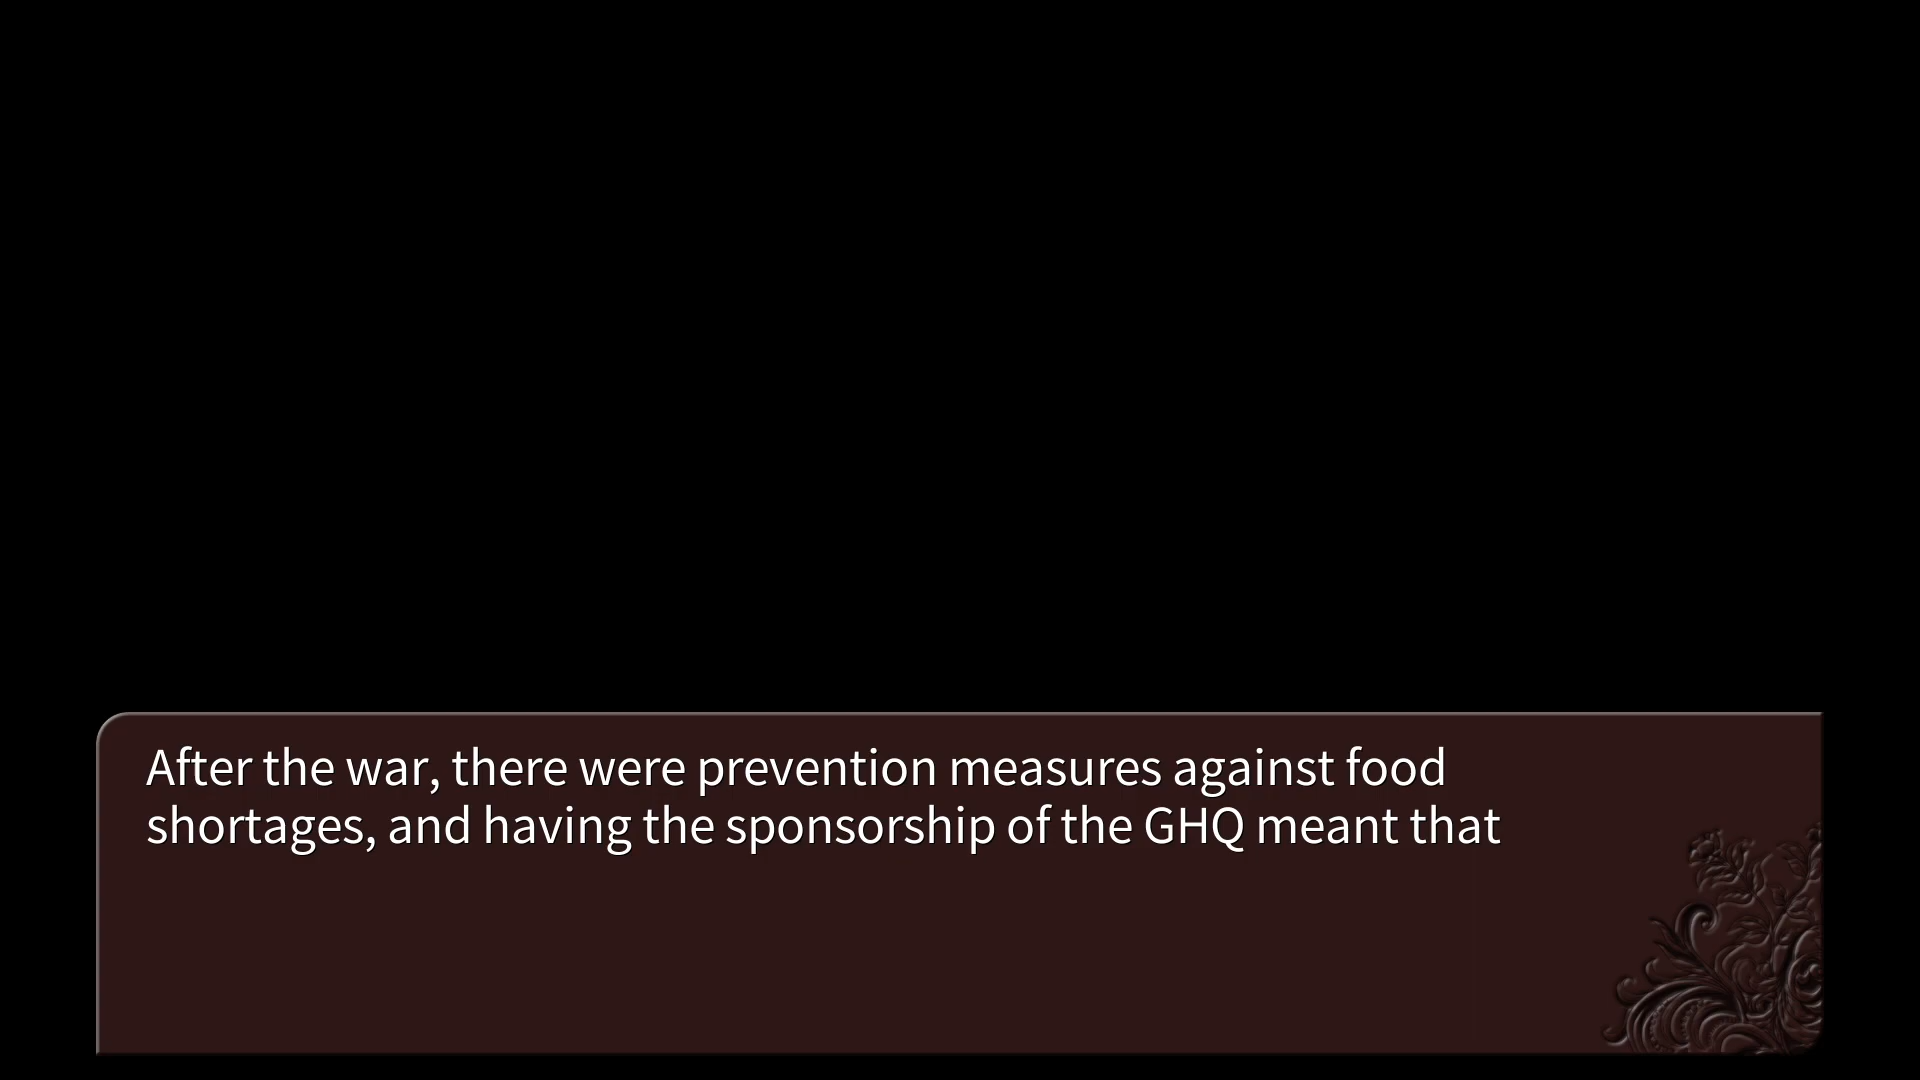 After the war, there were prevention measures against food
shortages, and having the sponsorship of the GHQ meant that